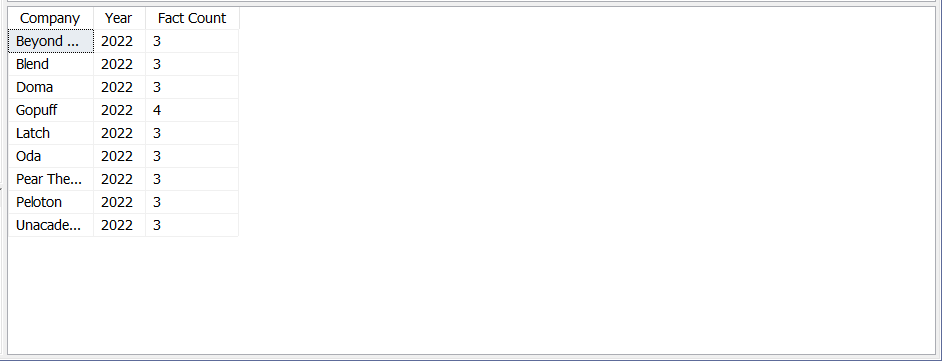 Company Year Fact Count
Beyond ... 2022 3
Blend 2022 3
Doma 2022 3
Gopuff 2022 4
Latch 2022 3
Oda 2022 3
Pear The... 2022 3
Peloton 2022 3
Unacade... 2022 3